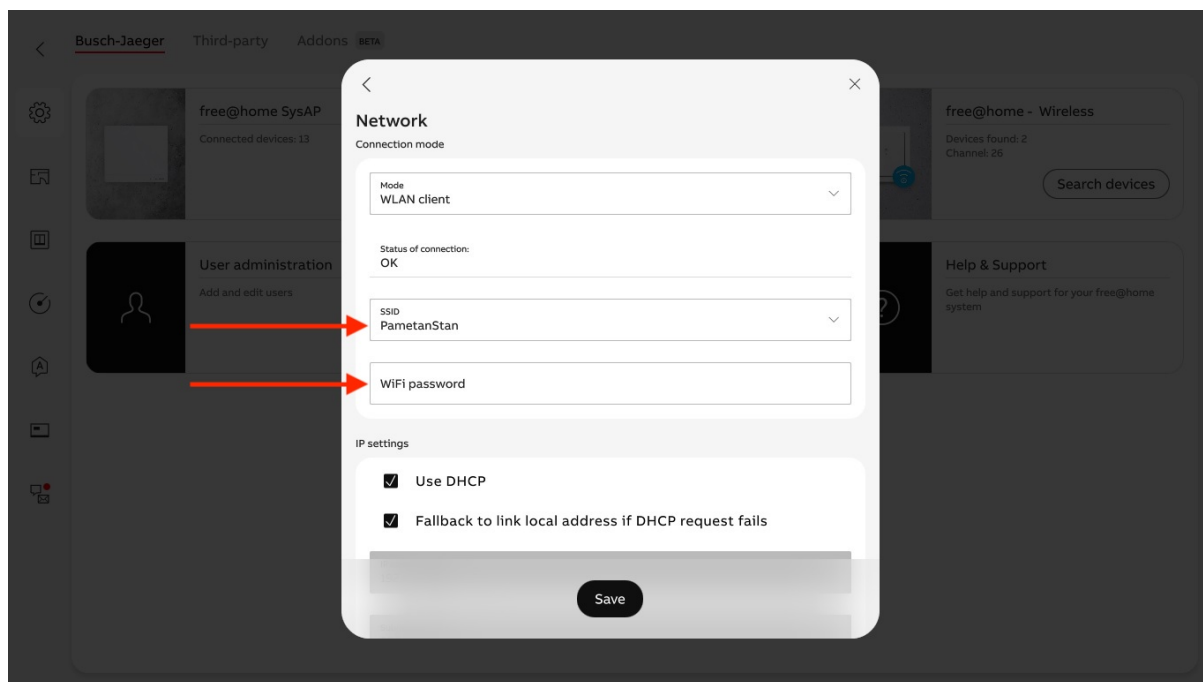 Busch-Jaeger Third-party Addons BETA
free@home SysAP
Connected devices: 13
User administration
Add and edit users
Network
Connection mode
Mode
WLAN client
Status of connection:
OK
SSID
PametanStan
WiFi password
IP settings
Use DHCP
Fallback to link local address if DHCP request fails
Save
free@home - Wireless
Devices found: 2
Channel: 26
Search devices
Help & Support
Get help and support for your free@home
system